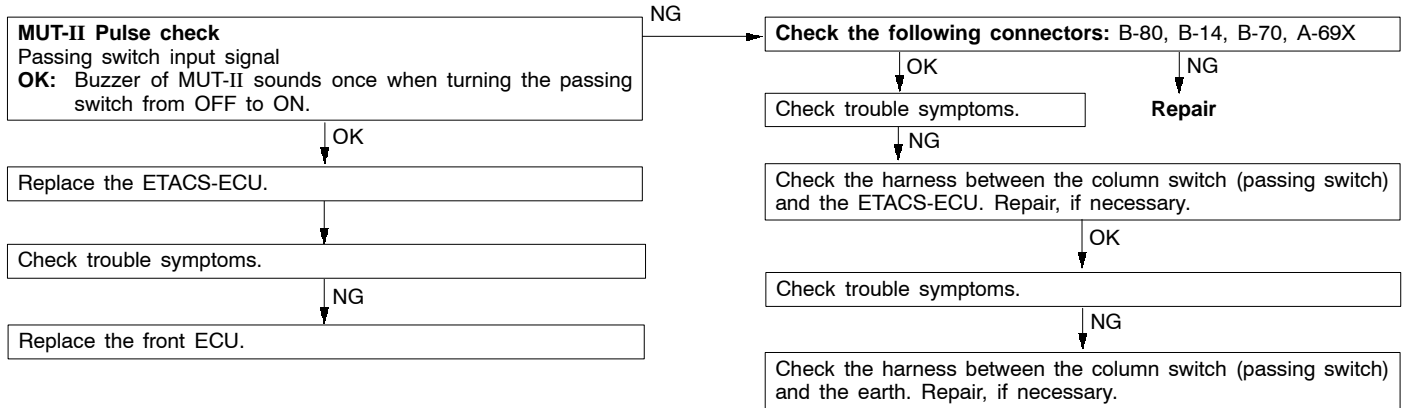 MUT-II Pulse check
Passing switch input signal
OK: Buzzer of MUT-II sounds once when turning the passing
switch from OFF to ON.
OK
Replace the ETACS-ECU.
Check trouble symptoms.
NG
Replace the front ECU.
NG
Check the following connectors: B-80, B-14, B-70, A-69X
OK
NG
Check trouble symptoms.
Repair
NG
Check the harness between the column switch (passing switch)
and the ETACS-ECU. Repair, if necessary.
OK
Check trouble symptoms.
NG
Check the harness between the column switch (passing switch)
and the earth. Repair, if necessary.